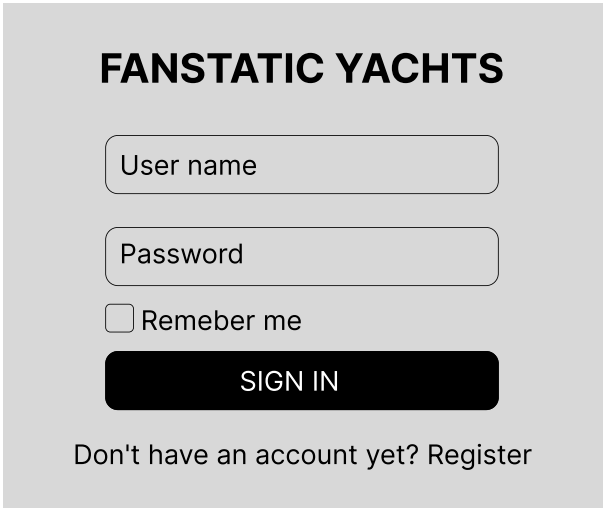 FANSTATIC YACHTS
User name
Password
Remeber me
SIGN IN
Don't have an account yet? Register